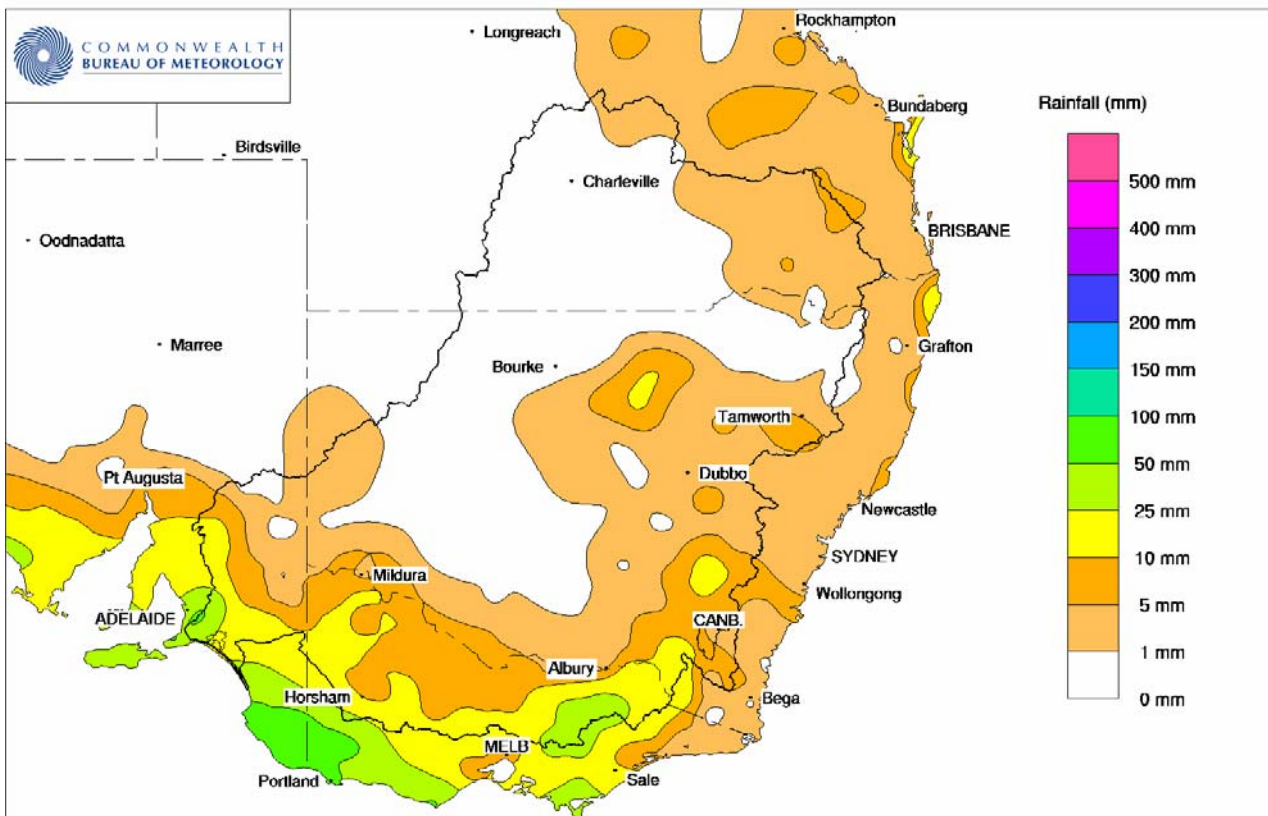 COMMONWEALTH
BUREAU OF METEOROLOGY
Longreach
Rockhampton
Bundaberg
Birdsville
Charleville
Oodnadatta
BRISBANE
Marree
Bourke
Grafton
Tamworth
Pt Augusta
Dubbo
Newcastle
SYDNEY
Mildura
Wollongong
ADELAIDE
CANB.
Albury
Horsham
Bega
MELB
Portland
Sale
Rainfall (mm)
500 mm
400 mm
300 mm
200 mm
150 mm
100 mm
50 mm
25 mm
10 mm
5 mm
1 mm
0 mm